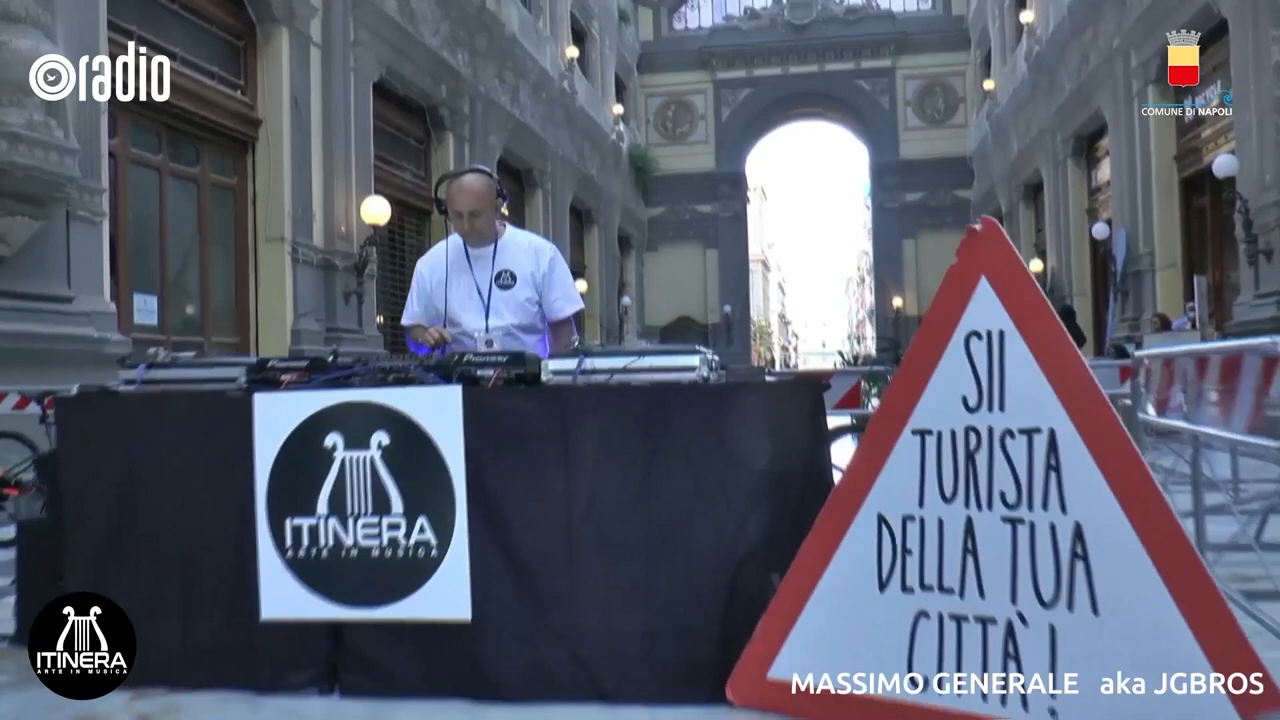 radio
COMUNE DI NAPOLI
Pioneer
SII
TURISTA
DELLA TUA
CITTÀ!
ITINERA
ARTE IN MUSICA
ITINERA
ARTE IN MUSICA
MASSIMO GENERALE aka JGBROS